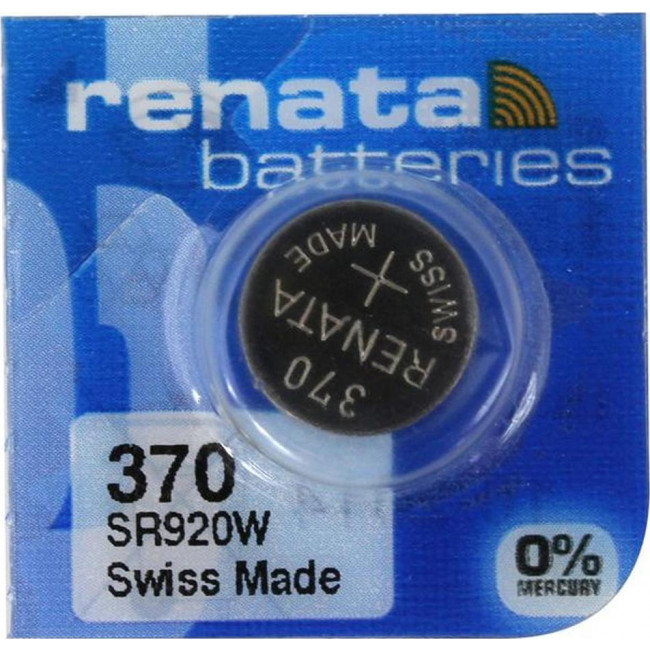 renata
batteries
MADE
SWISS
+
RENATA
370
370
SR920W
Swiss Made
0%
MERCURY